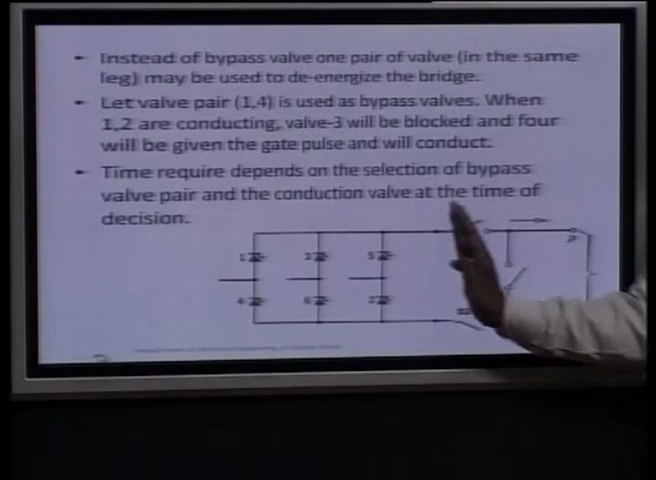 Instead of bypass valve one pair of valve (in the same
leg) may be used to de-energize the bridge.
Let valve pair (1,4) is used as bypass valves. When
1,2 are conducting, valve-3 will be blocked and four
will be given the gate pulse and will conduct.
Time require depends on the selection of bypass
valve pair and the conduction valve at the time of
decision.
1 3 5
4 6 2